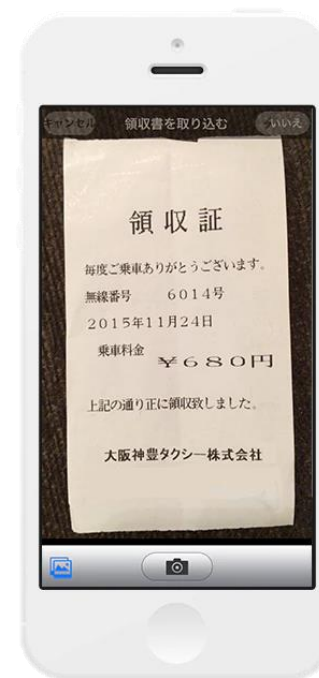 キャンセル 領収書を取り込む いいえ
領収証
毎度ご乗車ありがとうございます。
無線番号 6014号
2015年11月24日
乗車料金 ¥680円
上記の通り正に領収致しました。
大阪神豊タクシー株式会社